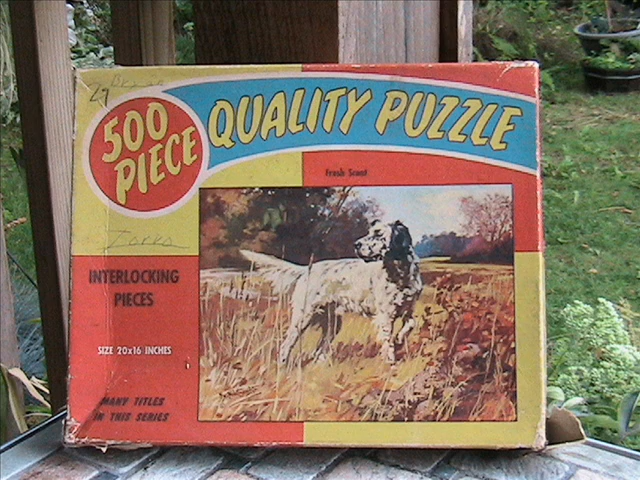 500
PIECE
QUALITY PUZZLE
Fresh Scent
INTERLOCKING
PIECES
SIZE 20x16 INCHES
MANY TITLES
IN THIS SERIES